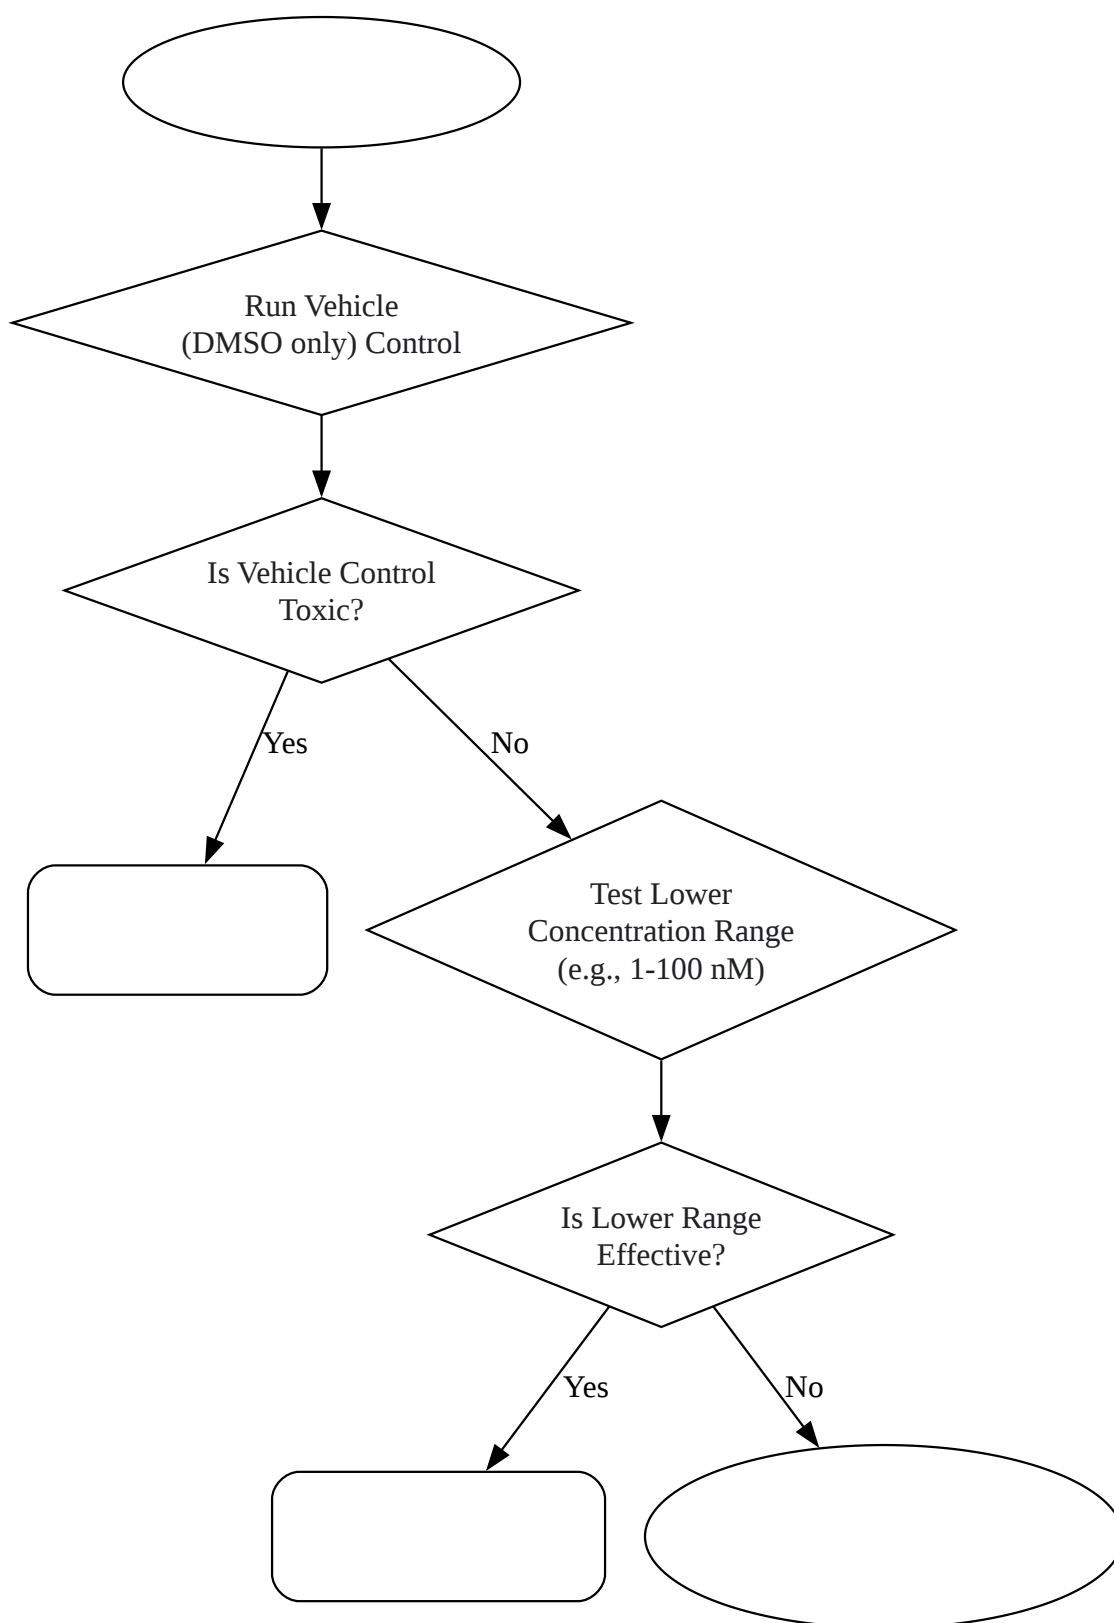 Run Vehicle
(DMSO only) Control
Is Vehicle Control
Toxic?
Yes
No
Test Lower
Concentration Range
(e.g., 1-100 nM)
Is Lower Range
Effective?
Yes
No